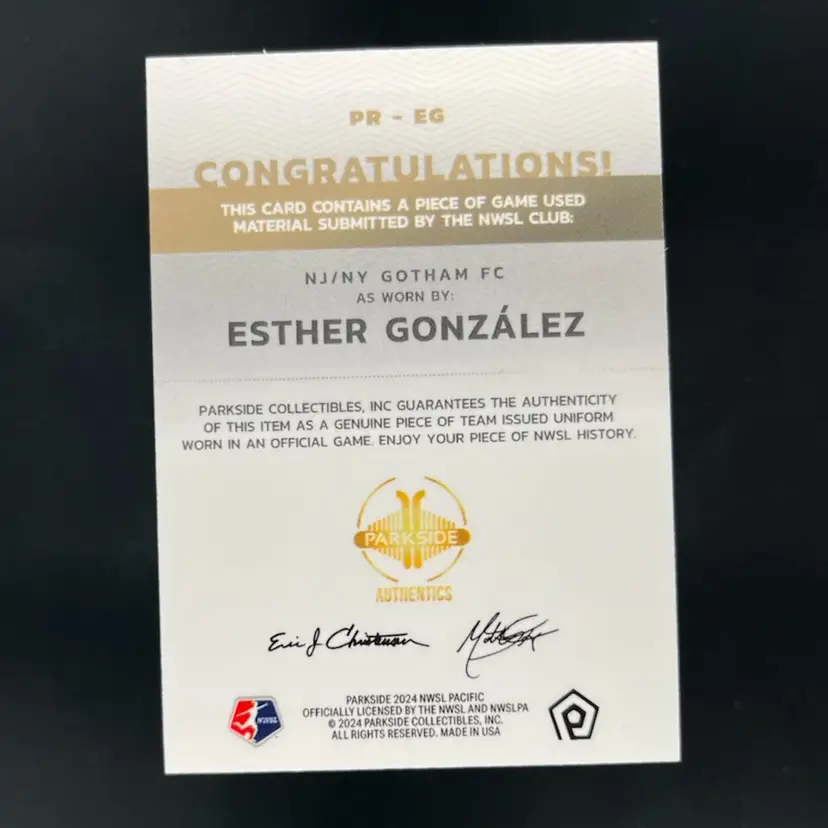 PR - EG
CONGRATULATIONS!
THIS CARD CONTAINS A PIECE OF GAME USED
MATERIAL SUBMITTED BY THE NWSL CLUB:
NJ/NY GOTHAM FC
AS WORN BY:
ESTHER GONZÁLEZ
PARKSIDE COLLECTIBLES, INC GUARANTEES THE AUTHENTICITY
OF THIS ITEM AS A GENUINE PIECE OF TEAM ISSUED UNIFORM
WORN IN AN OFFICIAL GAME. ENJOY YOUR PIECE OF NWSL HISTORY.
PARKSIDE
AUTHENTICS
Eric J Christensen
NWSL
PARKSIDE 2024 NWSL PACIFIC
OFFICIALLY LICENSED BY THE NWSL AND NWSLPA
© 2024 PARKSIDE COLLECTIBLES, INC.
ALL RIGHTS RESERVED. MADE IN USA